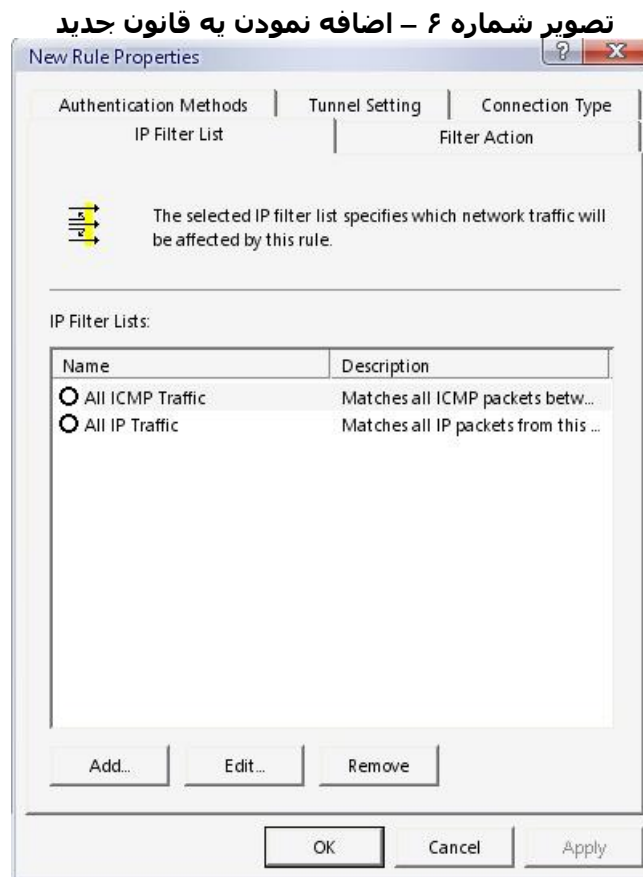 تصویر شماره ۶ – اضافه نمودن یه قانون جدید
New Rule Properties
Authentication Methods Tunnel Setting Connection Type
IP Filter List Filter Action
The selected IP filter list specifies which network traffic will
be affected by this rule.
IP Filter Lists:
Name Description
All ICMP Traffic Matches all ICMP packets betw...
All IP Traffic Matches all IP packets from this ...
Add... Edit... Remove
OK Cancel Apply